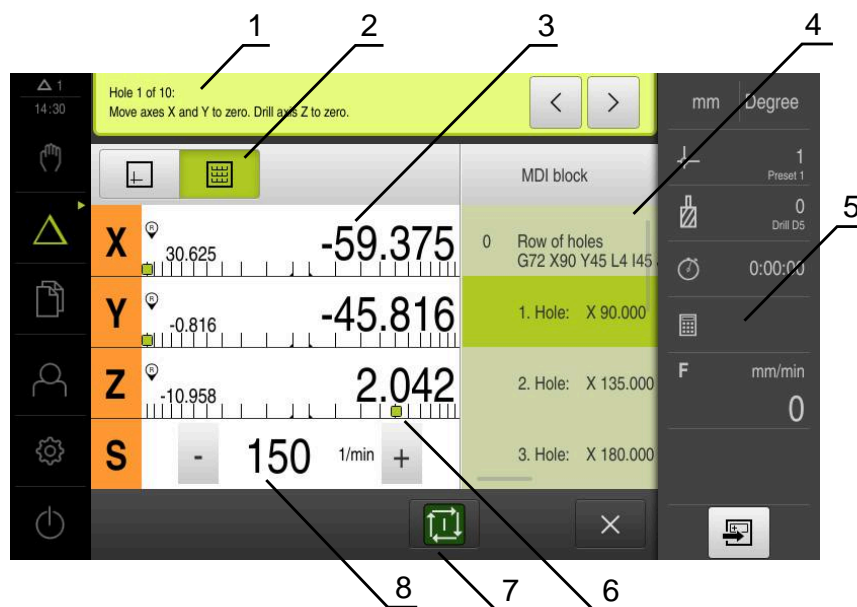 1 2 3 4
1
14:30
Hole 1 of 10:
Move axes X and Y to zero. Drill axis Z to zero.
< >
mm Degree
MDI block
1
Preset 1
0
Drill D5
5
X R 30.625 -59.375
0 Row of holes
G72 X90 Y45 L4 I45
0:00:00
Y R -0.816 -45.816
1. Hole: X 90.000
Z R -10.958 2.042
2. Hole: X 135.000
F mm/min
0
S - 150 1/min +
3. Hole: X 180.000
8 7 6